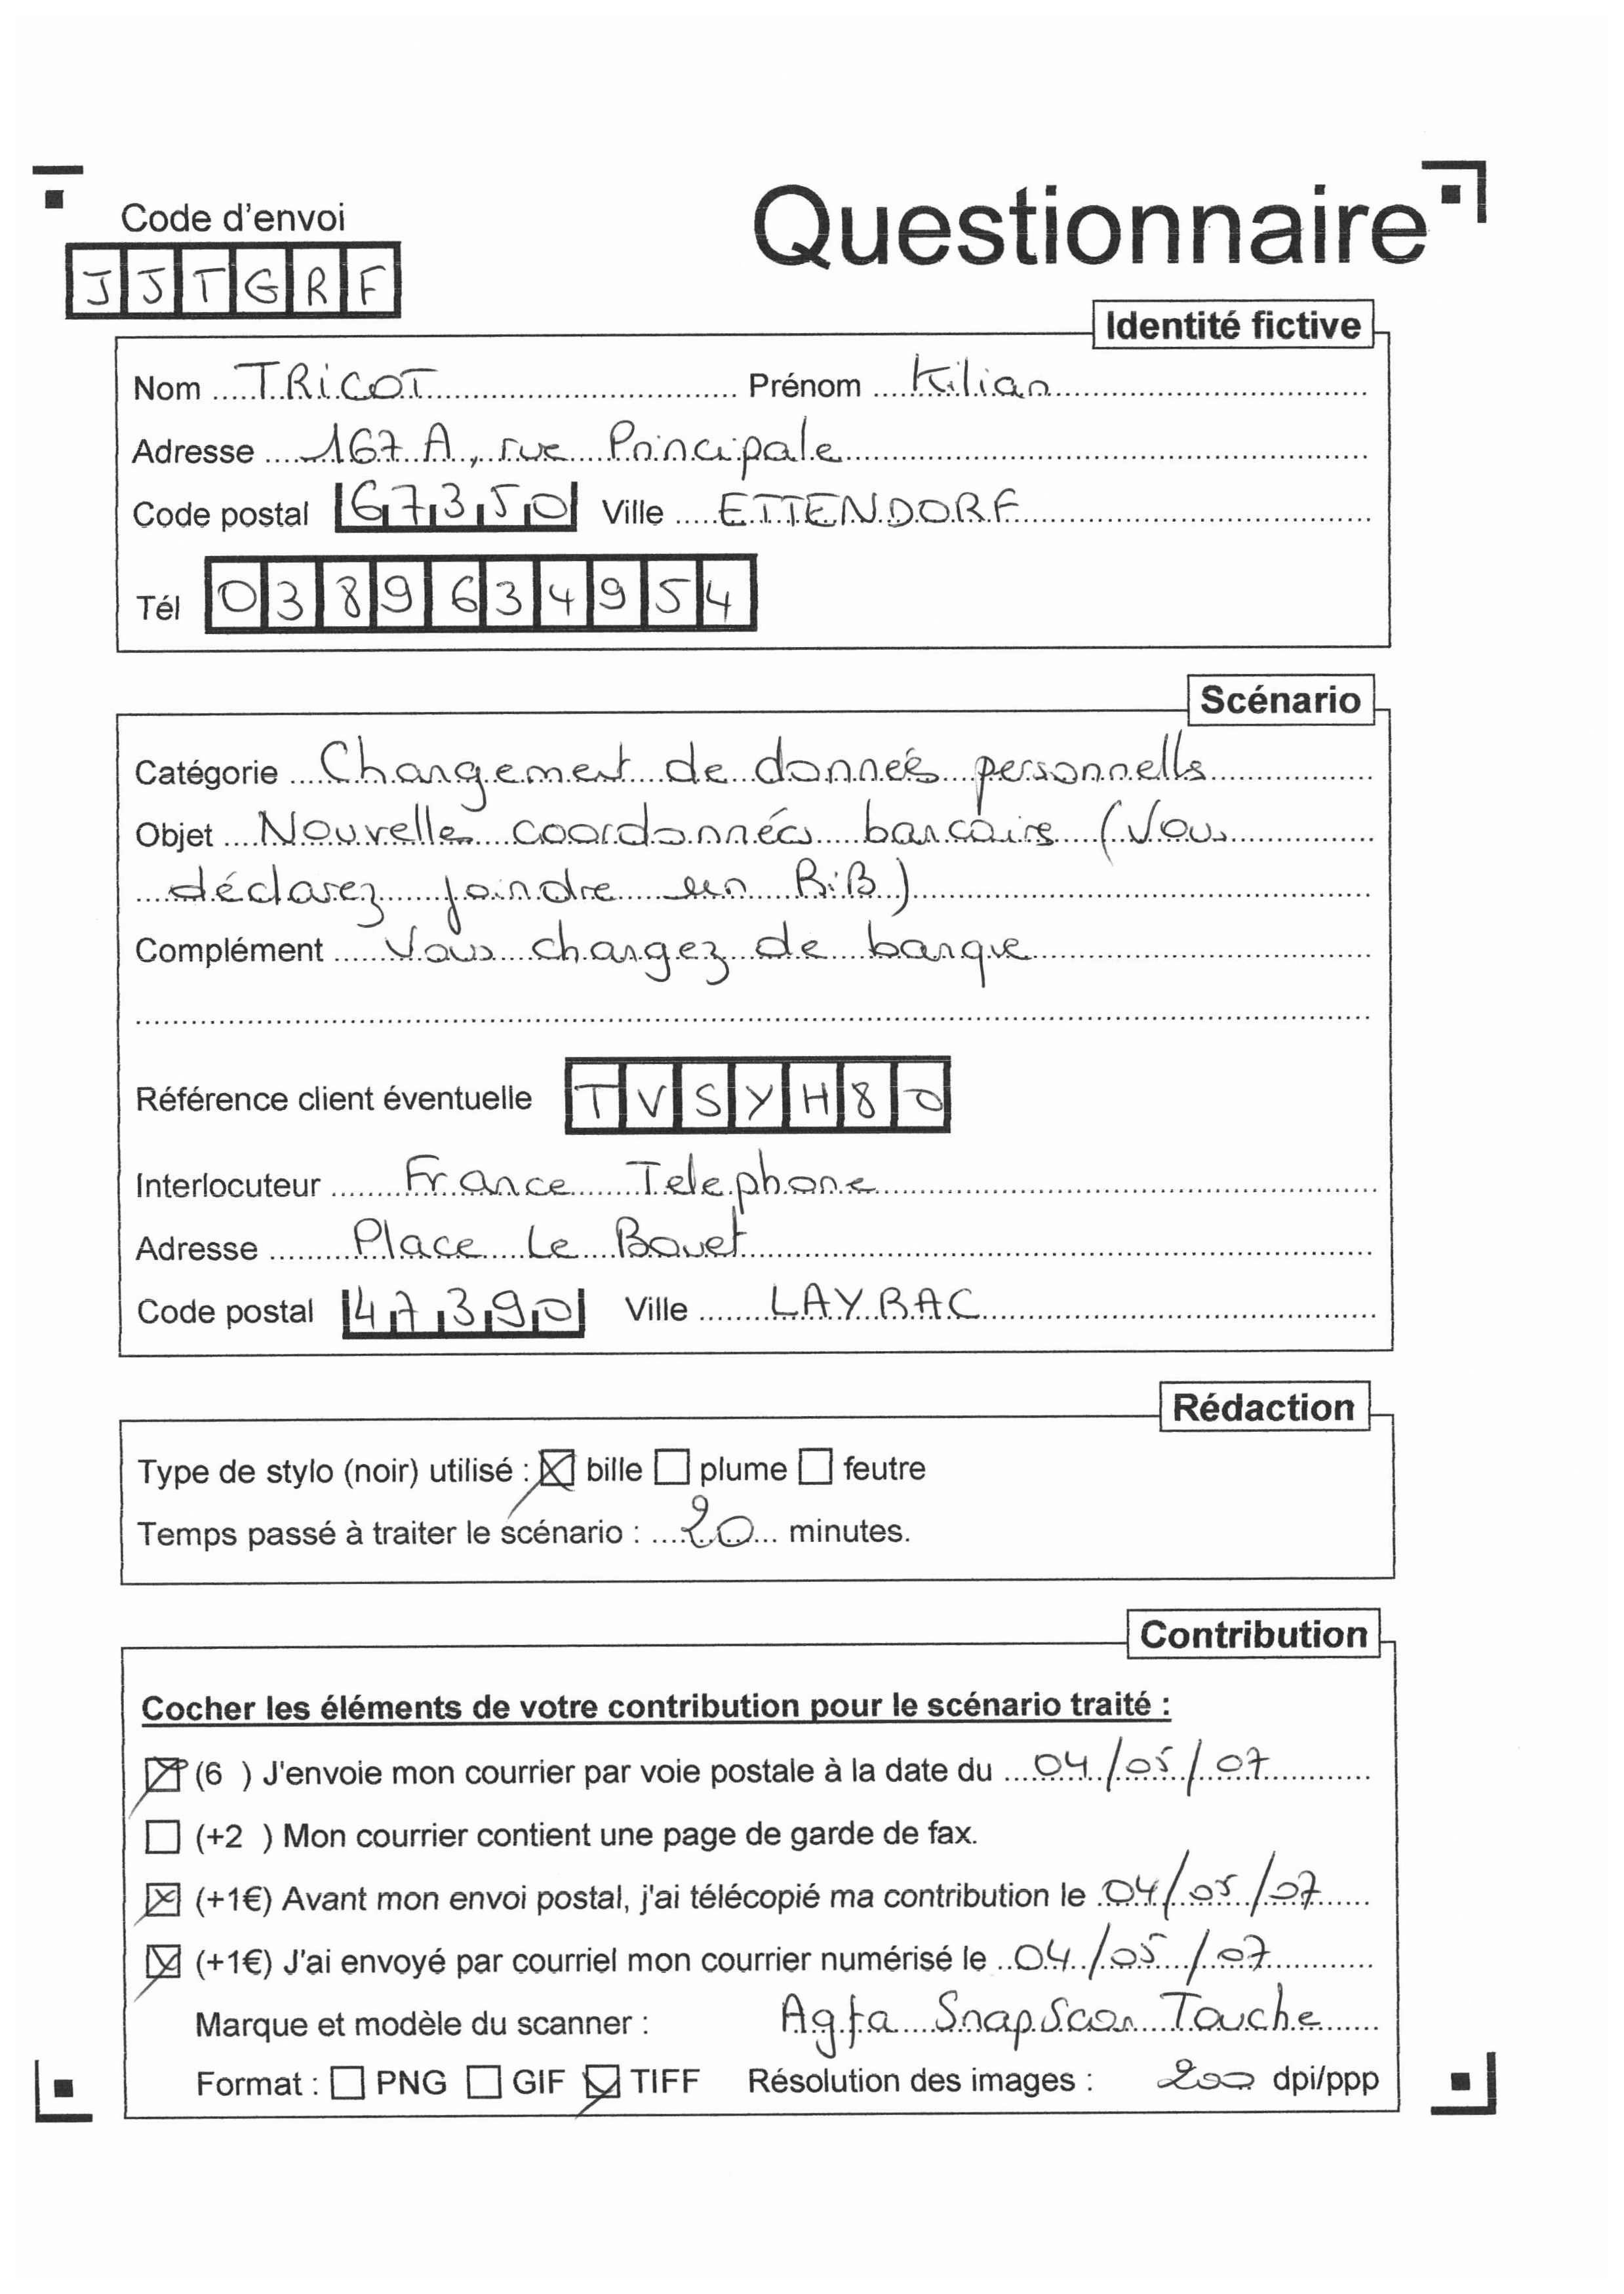 Questionnaire
Code d'envoi
JJTGRF
Identité fictive
Nom TRiCOT Prénom Kilian
Adresse 167 A, rue Principale
Code postal 67350 Ville ETTENDORF
Tél 0389634954
Scénario
Catégorie Changement de données personnelles
Objet Nouvelles coordonnées bancaires (Vous
déclarez joindre un RiB)
Complément Vous changez de banque
Référence client éventuelle TVSYH80
Interlocuteur France Telephone
Adresse Place Le Bouet
Code postal 47390 Ville LAYRAC
Rédaction
Type de stylo (noir) utilisé : ☒ bille ☐ plume ☐ feutre
Temps passé à traiter le scénario : 20 minutes.
Contribution
Cocher les éléments de votre contribution pour le scénario traité :
☒ (6 ) J'envoie mon courrier par voie postale à la date du 04/05/07
☐ (+2 ) Mon courrier contient une page de garde de fax.
☒ (+1€) Avant mon envoi postal, j'ai télécopié ma contribution le 04/05/07
☒ (+1€) J'ai envoyé par courriel mon courrier numérisé le 04/05/07
Marque et modèle du scanner : Agfa SnapScan Touche
Format : ☐ PNG ☐ GIF ☒ TIFF Résolution des images : 200 dpi/ppp